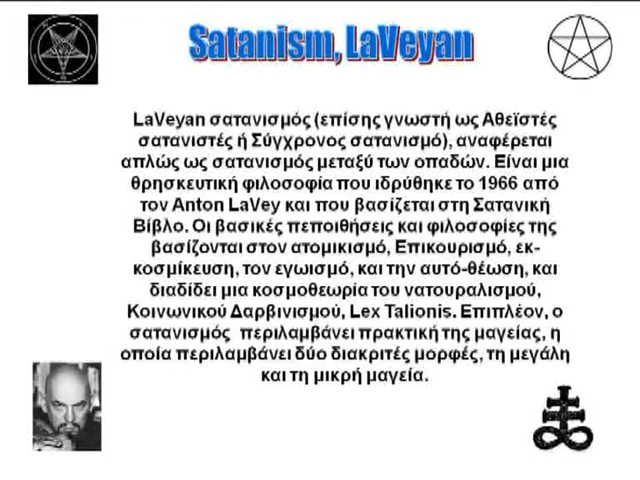 Satanism, LaVeyan
LaVeyan σατανισμός (επίσης γνωστή ως Αθεϊστές
σατανιστές ή Σύγχρονος σατανισμό), αναφέρεται
απλώς ως σατανισμός μεταξύ των οπαδών. Είναι μια
θρησκευτική φιλοσοφία που ιδρύθηκε το 1966 από
τον Anton LaVey και που βασίζεται στη Σατανική
Βίβλο. Οι βασικές πεποιθήσεις και φιλοσοφίες της
βασίζονται στον ατομικισμό, Επικουρισμό, εκ-
κοσμίκευση, τον εγωισμό, και την αυτό-θέωση, και
διαδίδει μια κοσμοθεωρία του νατουραλισμού,
Κοινωνικού Δαρβινισμού, Lex Talionis. Επιπλέον, ο
σατανισμός περιλαμβάνει πρακτική της μαγείας, η
οποία περιλαμβάνει δύο διακριτές μορφές, τη μεγάλη
και τη μικρή μαγεία.